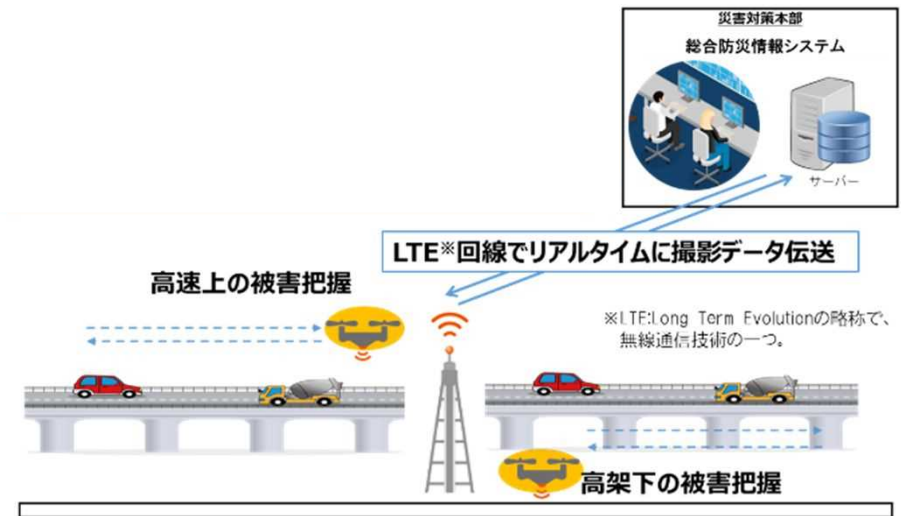 災害対策本部
総合防災情報システム
サーバー
LTE※回線でリアルタイムに撮影データ伝送
高速上の被害把握
※LTE:Long Term Evolutionの略称で、
無線通信技術の一つ。
高架下の被害把握